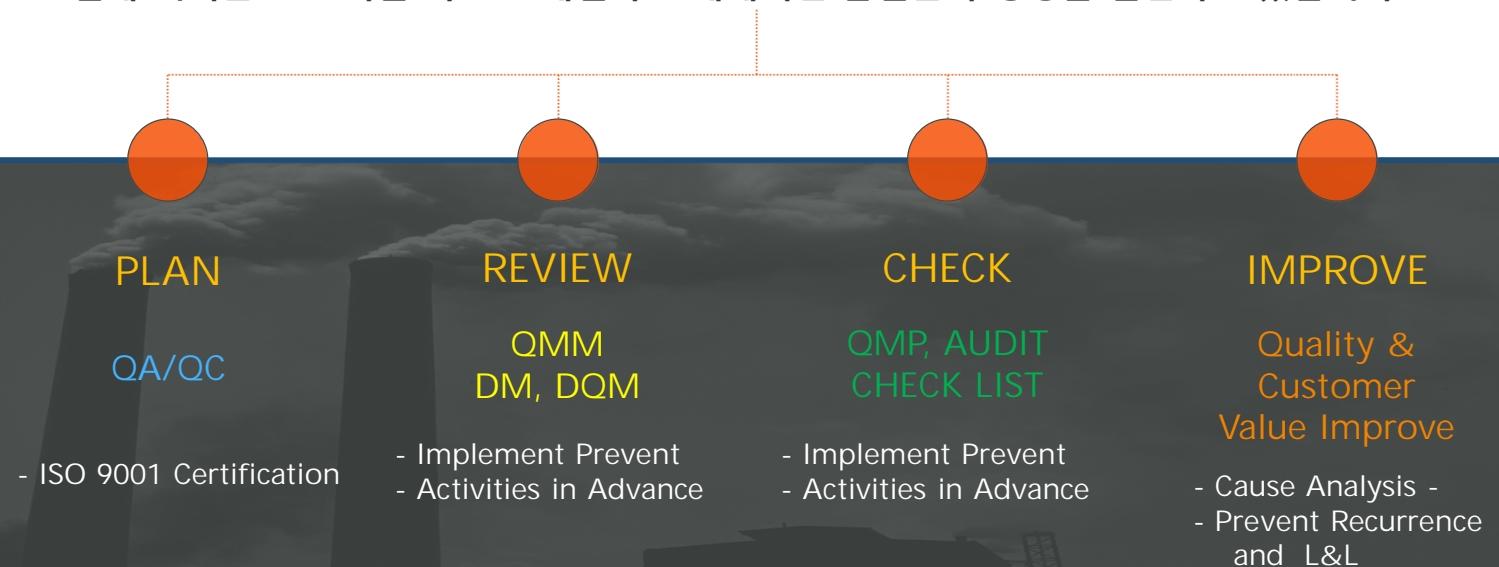 PLAN
REVIEW
CHECK
IMPROVE
QA/QC
QMM
DM, DQM
QMP, AUDIT
CHECK LIST
Quality &
Customer
Value Improve
- ISO 9001 Certification
- Implement Prevent
- Activities in Advance
- Implement Prevent
- Activities in Advance
- Cause Analysis -
- Prevent Recurrence
and L&L